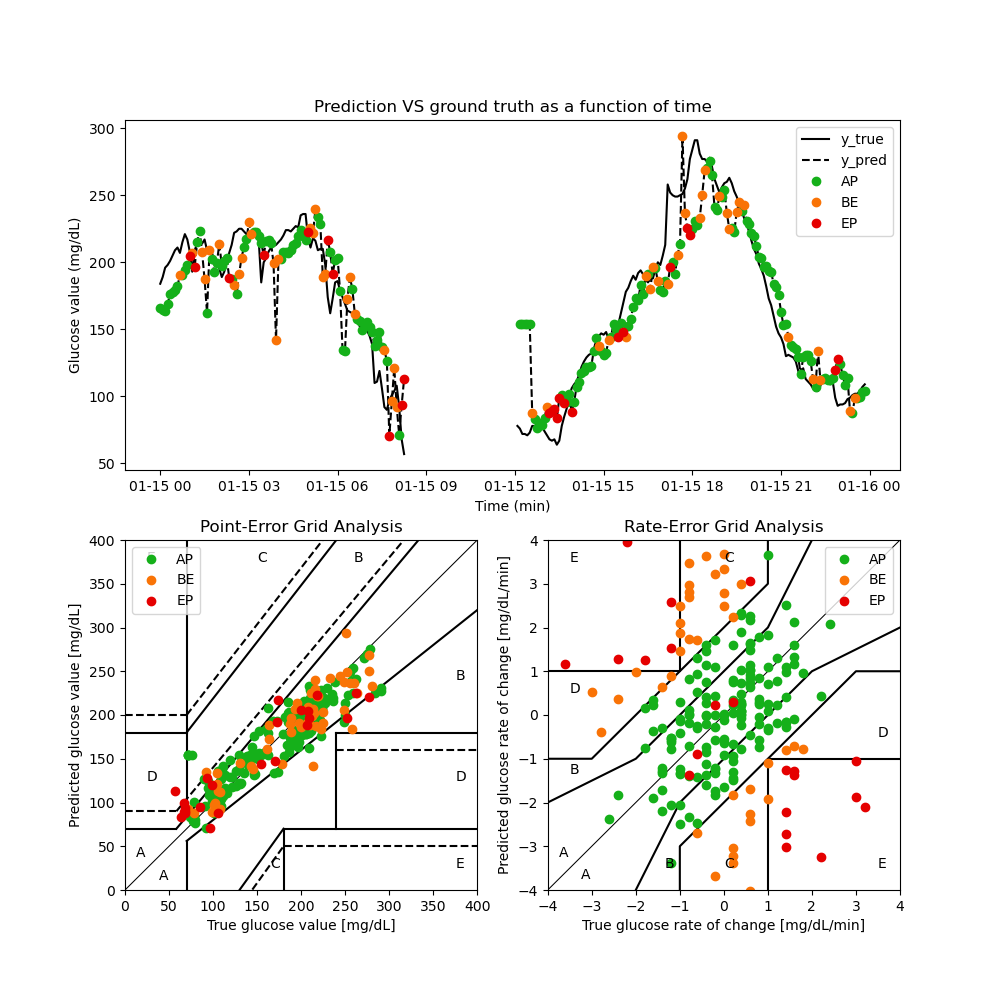 Prediction VS ground truth as a function of time
Glucose value (mg/dL)
300
250
200
150
100
50
y_true
y_pred
AP
BE
EP
01-15 00 01-15 03 01-15 06 01-15 09 01-15 12 01-15 15 01-15 18 01-15 21 01-16 00
Time (min)
Point-Error Grid Analysis
Predicted glucose value [mg/dL]
400
350
300
250
200
150
100
50
0
AP
BE
EP
C
B
B
D
D
A
A
C
E
0 50 100 150 200 250 300 350 400
True glucose value [mg/dL]
Rate-Error Grid Analysis
Predicted glucose rate of change [mg/dL/min]
4
3
2
1
0
−1
−2
−3
−4
AP
BE
EP
E
C
D
D
B
A
A
B
C
E
−4 −3 −2 −1 0 1 2 3 4
True glucose rate of change [mg/dL/min]